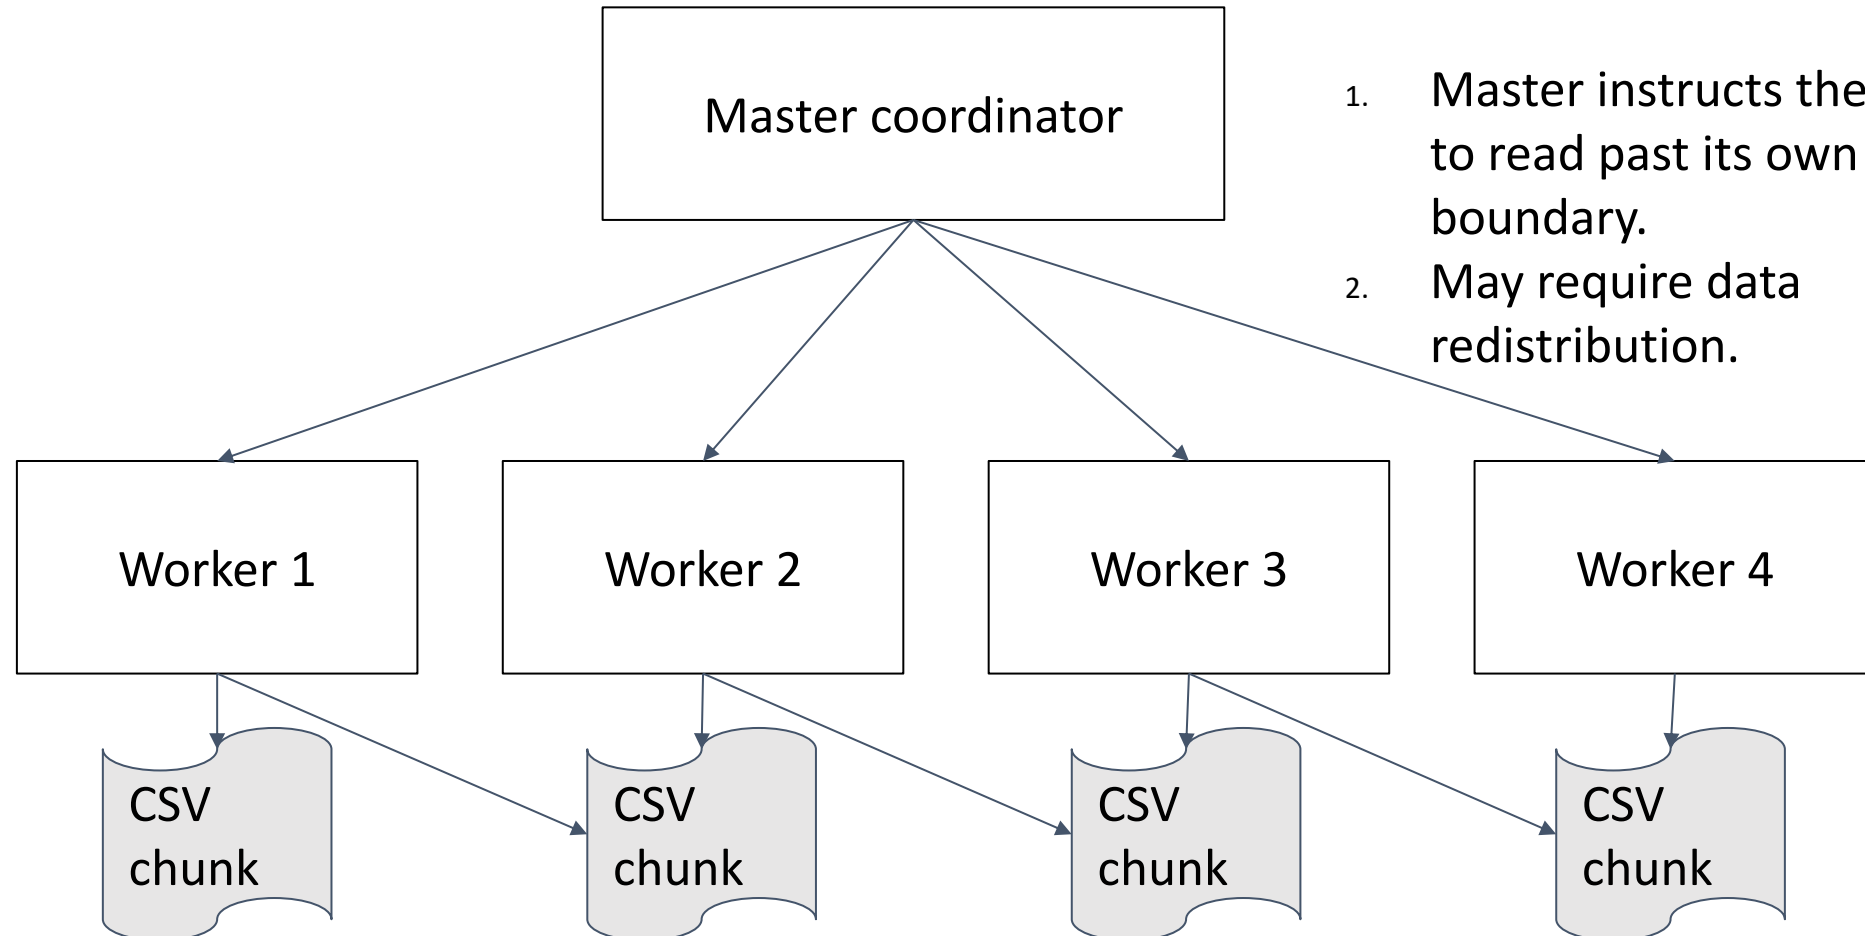 Master coordinator
1. Master instructs the
to read past its own
boundary.
2. May require data
redistribution.
Worker 1
Worker 2
Worker 3
Worker 4
CSV
chunk
CSV
chunk
CSV
chunk
CSV
chunk